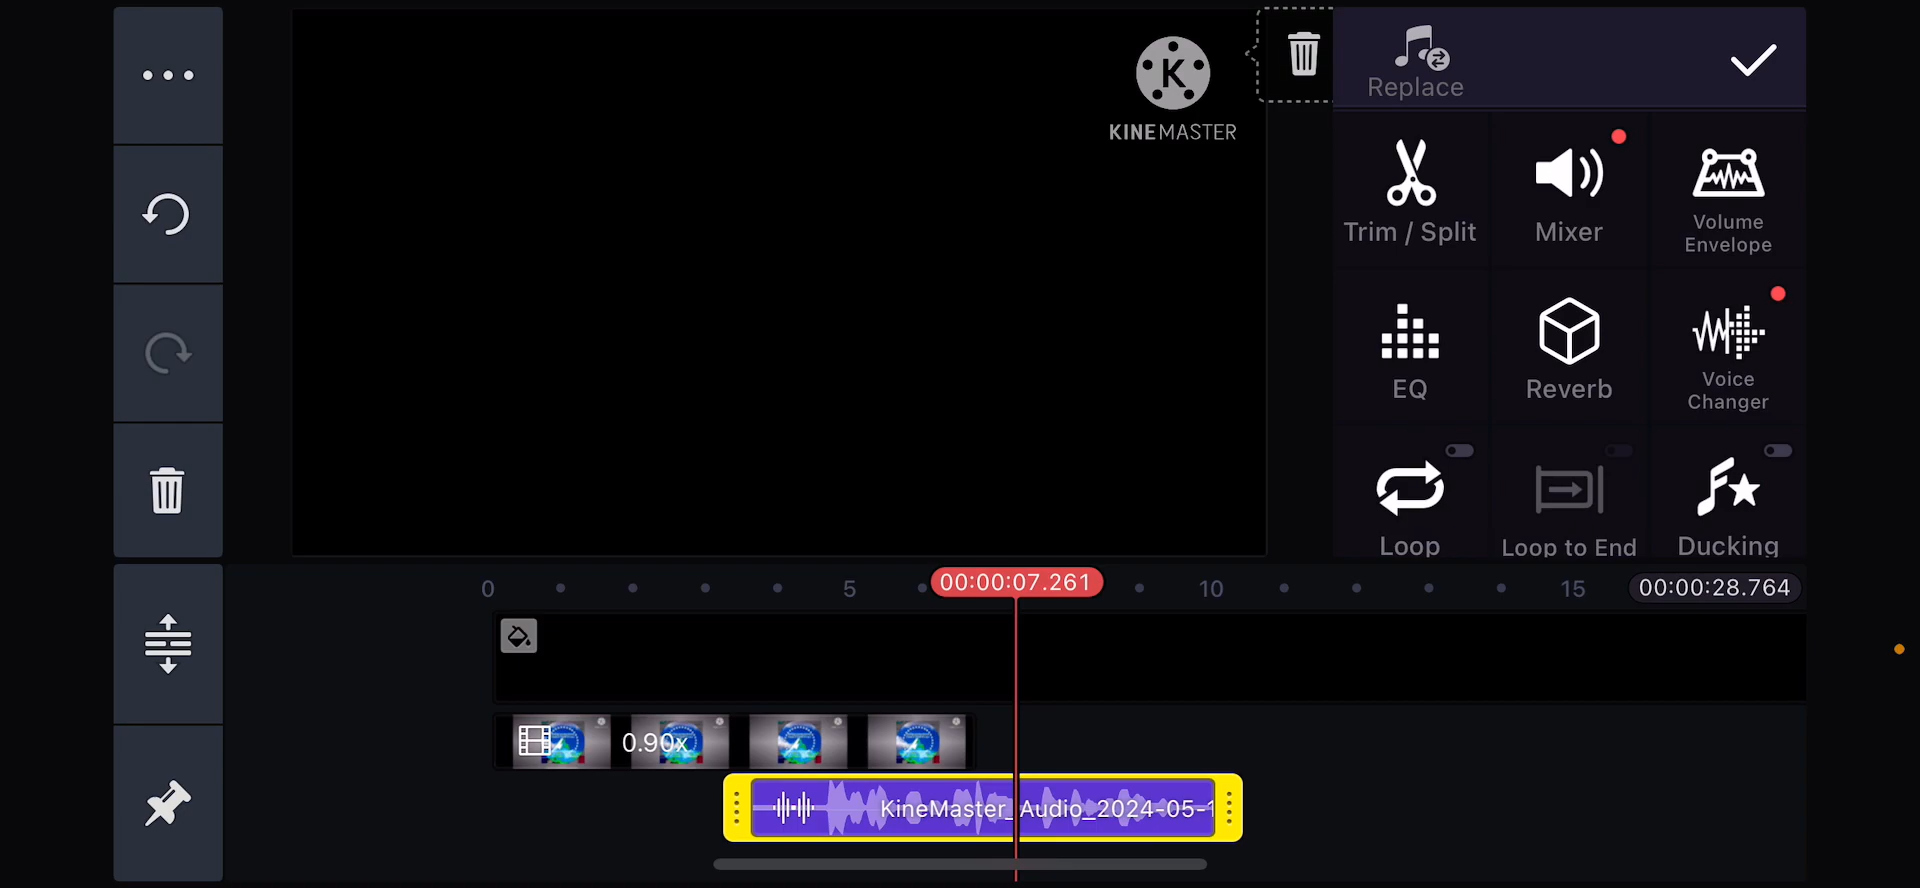 KINEMASTER
Replace
Trim / Split
Mixer
Volume
Envelope
EQ
Reverb
Voice
Changer
Loop
Loop to End
Ducking
0
5
00:00:07.261
10
15
00:00:28.764
0.90x
KineMaster_Audio_2024-05-1